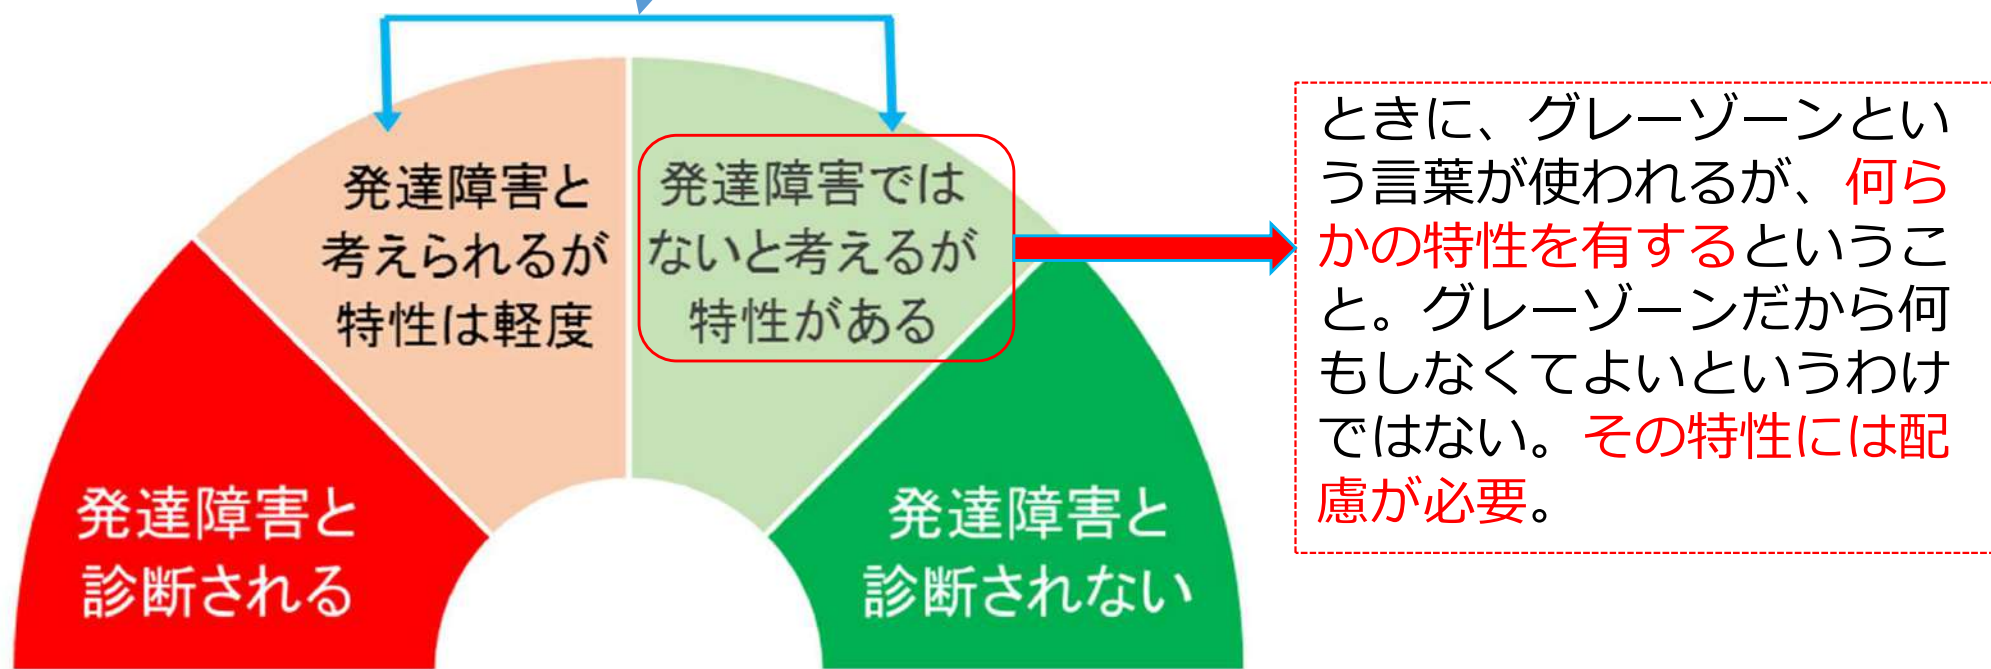 発達障害と
考えられるが
特性は軽度
発達障害では
ないと考えるが
特性がある
発達障害と
診断される
発達障害と
診断されない
ときに、グレーゾーンとい
う言葉が使われるが、何ら
かの特性を有するというこ
と。グレーゾーンだから何
もしなくてよいというわけ
ではない。その特性には配
慮が必要。